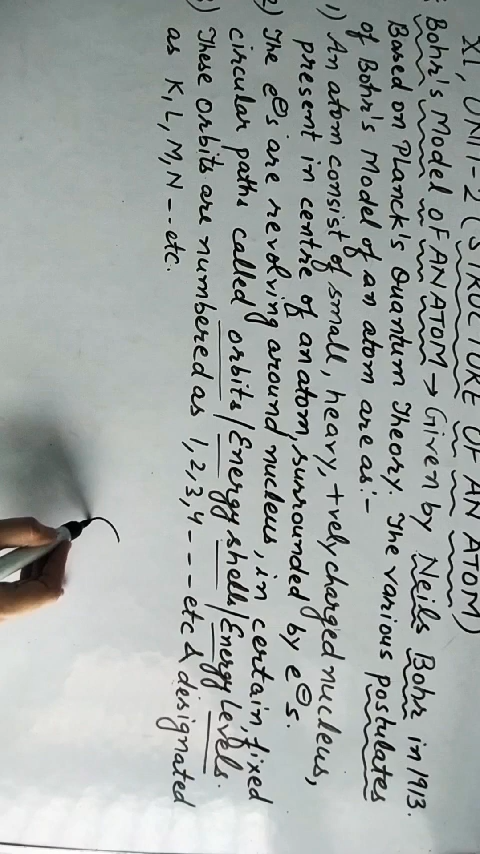 XI, UNIT-2 (STRUCTURE OF AN ATOM)
Bohr's Model OF AN ATOM → Given by Neils Bohr in 1913.
Based on Planck's Quantum Theory. The various postulates
of Bohr's Model of an atom are as:-
1) An atom consist of small, heavy, +vely charged nucleus,
present in centre of an atom, surrounded by e⊖s.
2) The e⊖s are revolving around nucleus, in certain, fixed
circular paths called orbits/Energy shells/Energy Levels.
3) These orbits are numbered as 1,2,3,4 ---- etc & designated
as K, L, M, N -- etc.